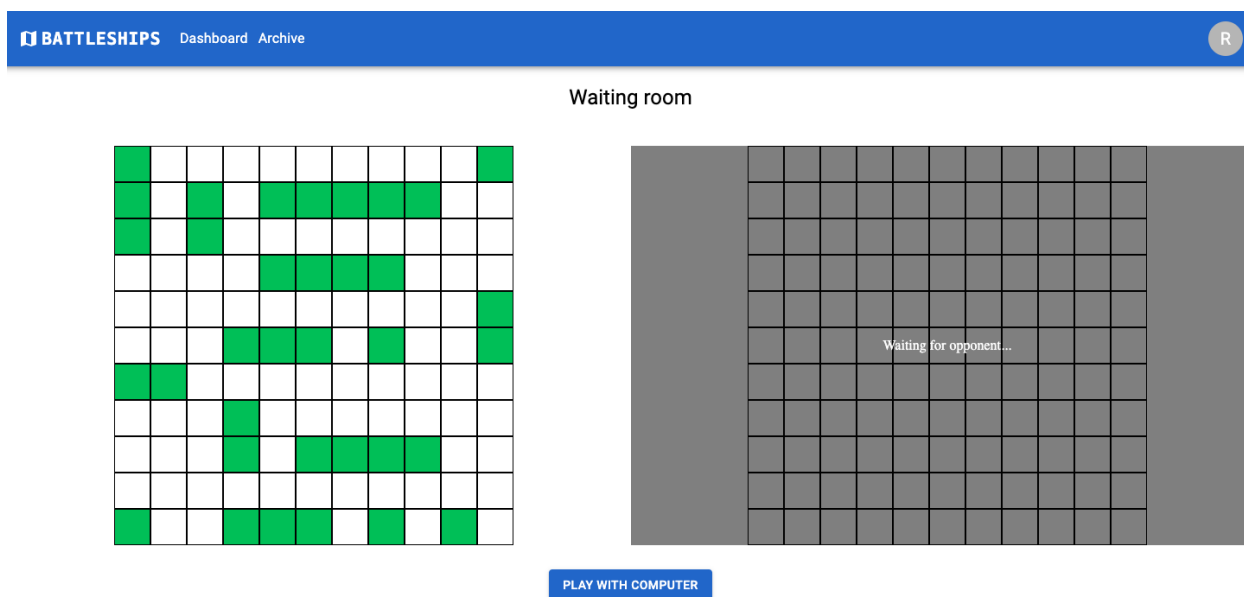 BATTLESHIPS Dashboard Archive R
Waiting room
Waiting for opponent...
PLAY WITH COMPUTER